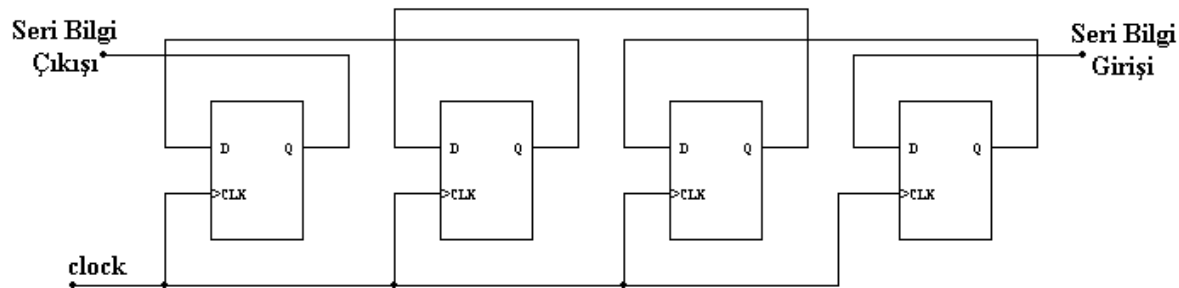 Seri Bilgi
Çıkışı
Seri Bilgi
Girişi
D Q
CLK
D Q
CLK
D Q
CLK
D Q
CLK
clock